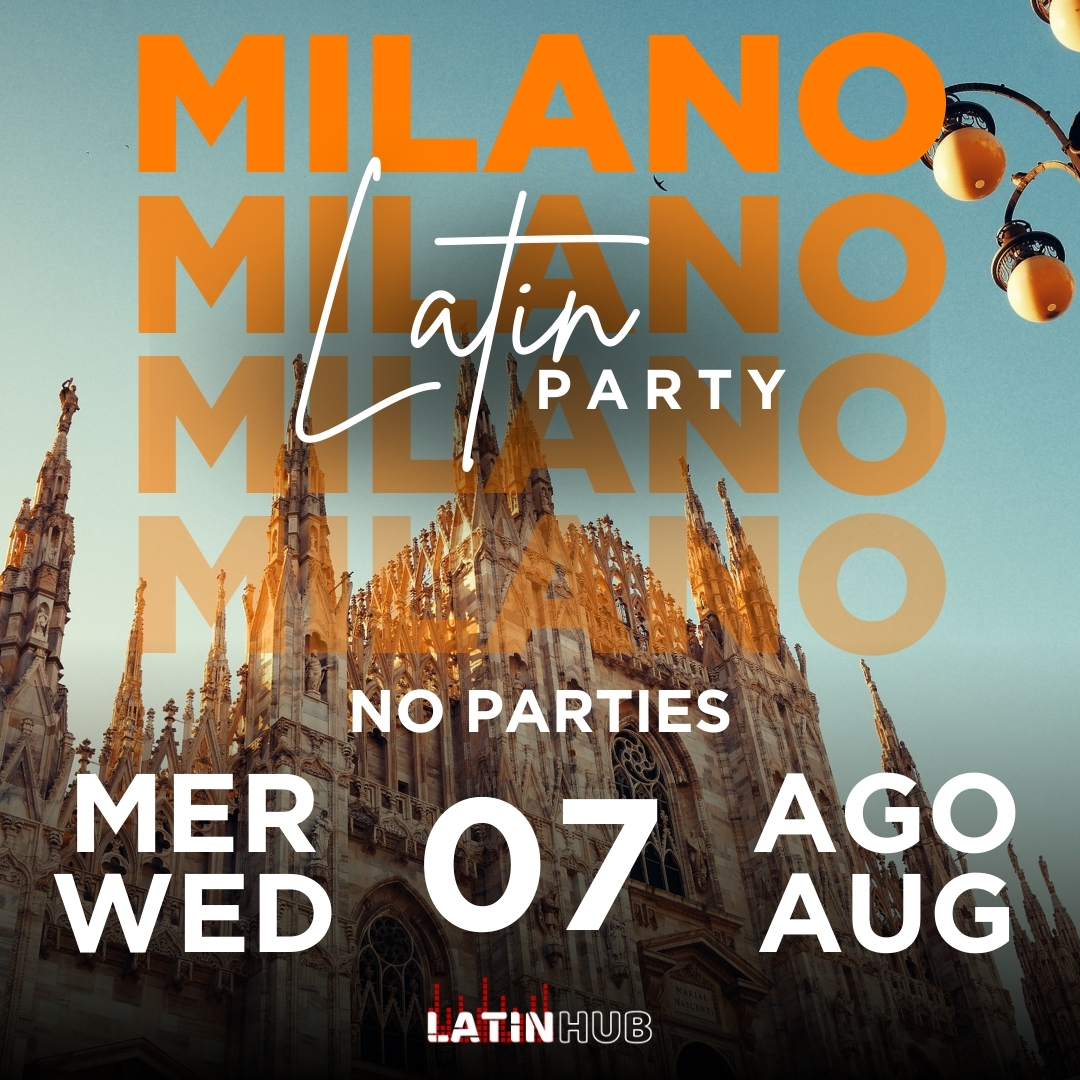 MILANO
MILANO
Latin
PARTY
MILANO
MILANO
NO PARTIES
MER 07 AGO
WED AUG
LATINHUB